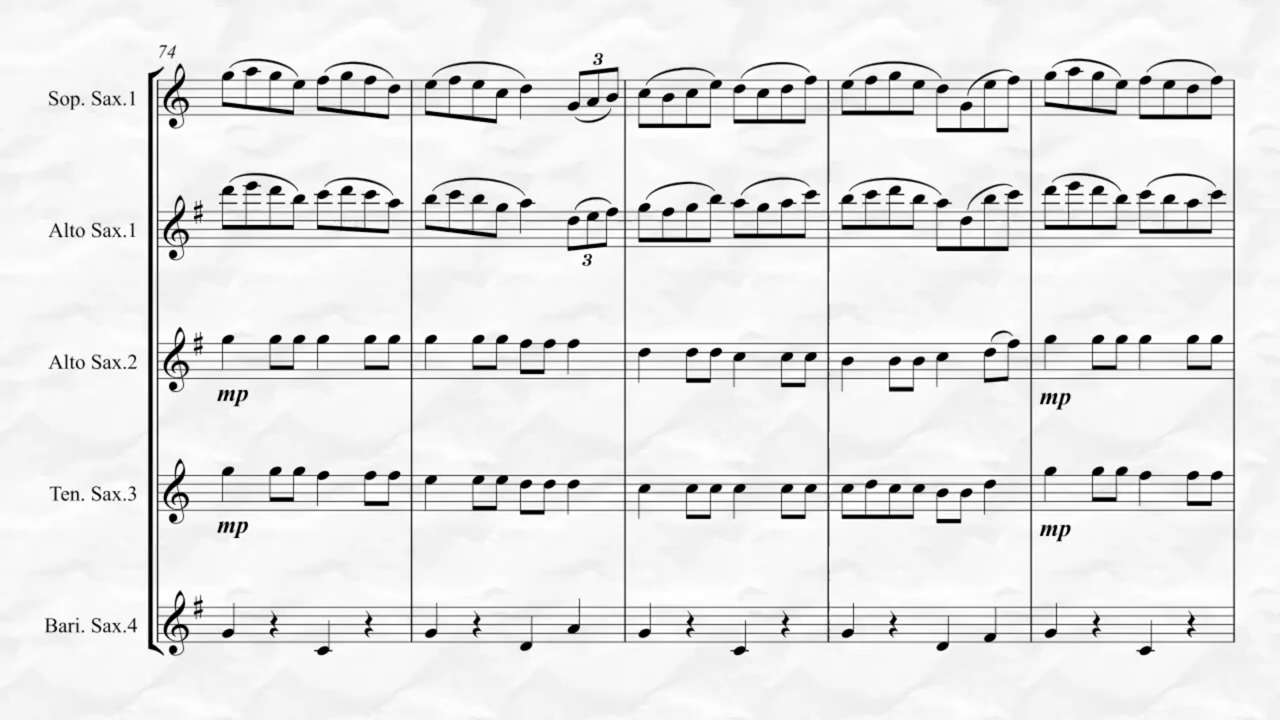 74
Sop. Sax.1
3
Alto Sax.1
3
Alto Sax.2
mp
mp
Ten. Sax.3
mp
mp
Bari. Sax.4